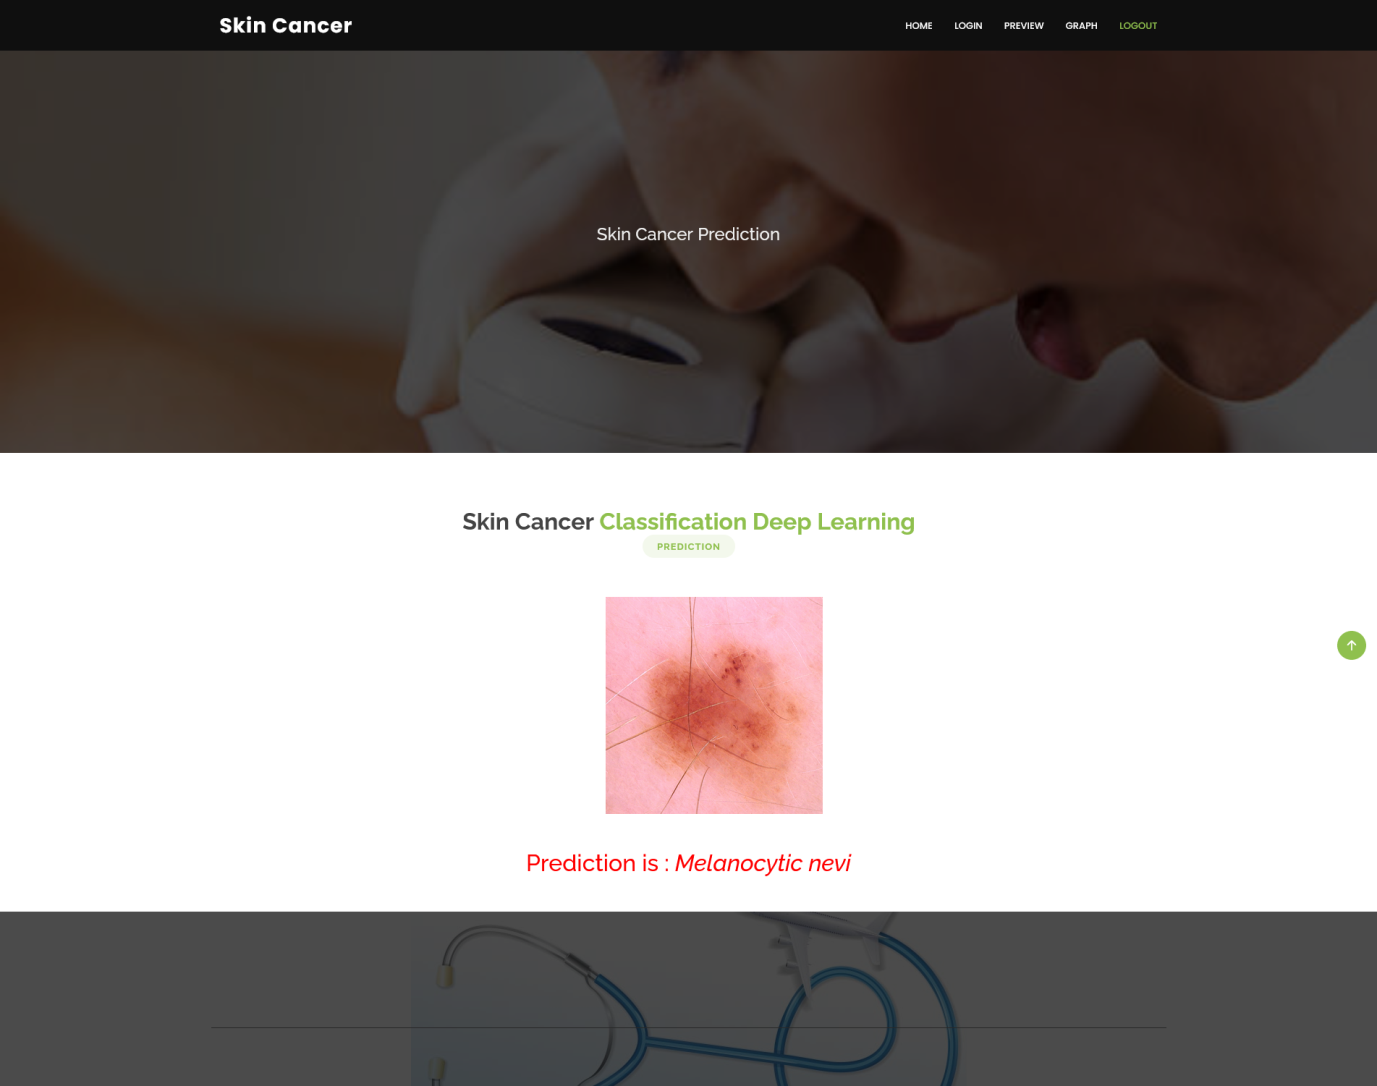 Skin Cancer
HOME LOGIN PREVIEW GRAPH LOGOUT
Skin Cancer Prediction
Skin Cancer Classification Deep Learning
PREDICTION
Prediction is : Melanocytic nevi